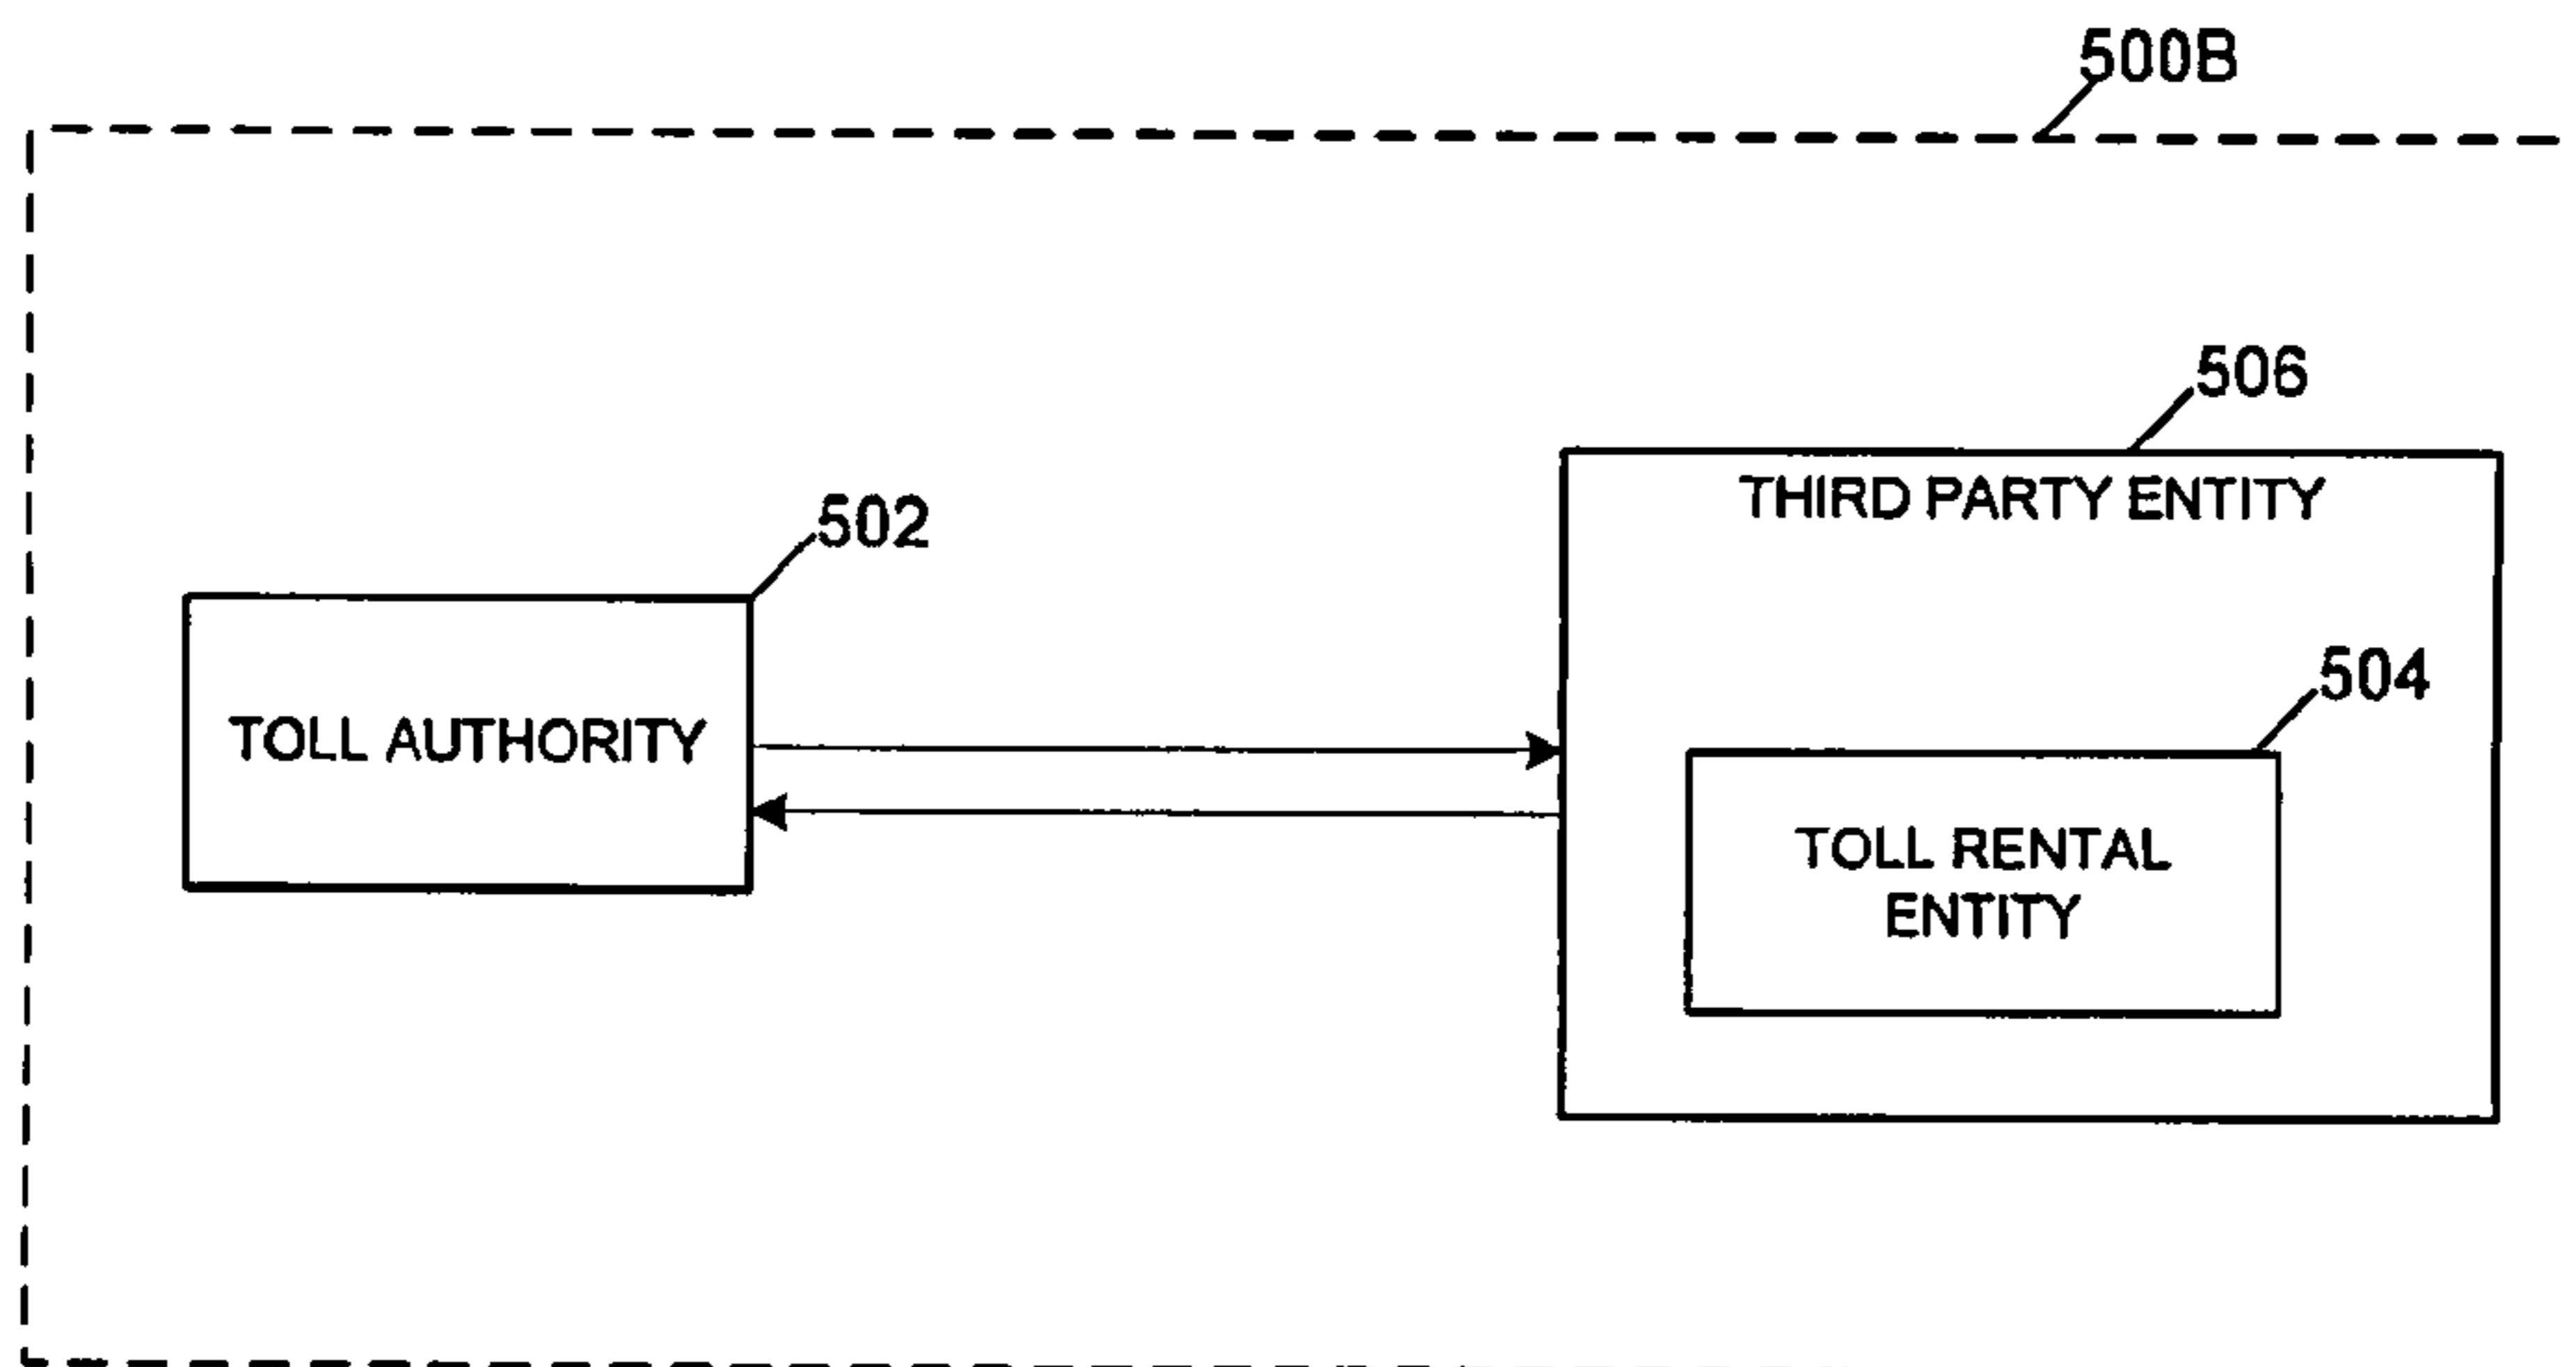 500B
506
THIRD PARTY ENTITY
502
504
TOLL AUTHORITY
TOLL RENTAL
ENTITY